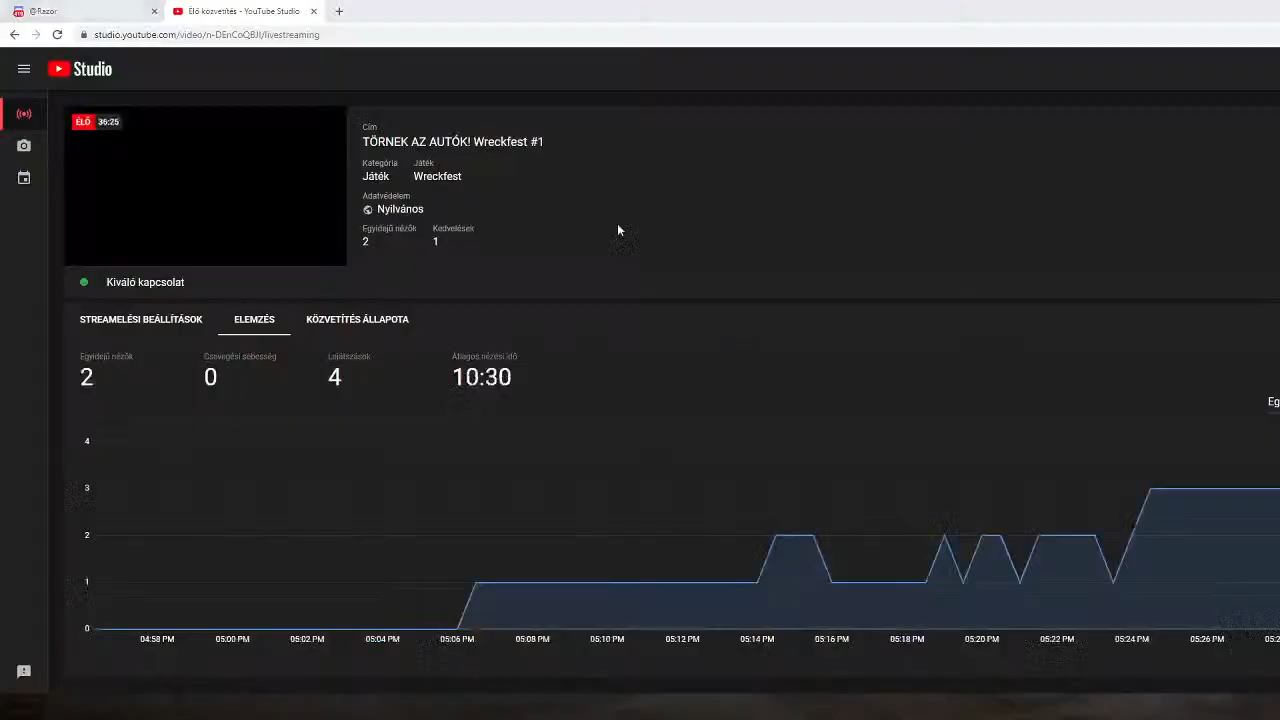 @Razor
Élő közvetítés - YouTube Studio
studio.youtube.com/video/n-DEnCoQBJI/livestreaming
Studio
ÉLŐ 36:25
Cím
TÖRNEK AZ AUTÓK! Wreckfest #1
Kategória Játék
Játék Wreckfest
Adatvédelem
Nyilvános
Egyidejű nézők Kedvelések
2 1
Kiváló kapcsolat
STREAMELÉSI BEÁLLÍTÁSOK ELEMZÉS KÖZVETÍTÉS ÁLLAPOTA
Egyidejű nézők Csevegési sebesség Lejátszások Átlagos nézési idő
2 0 4 10:30
Eg
4
3
2
1
0
04:58 PM 05:00 PM 05:02 PM 05:04 PM 05:06 PM 05:08 PM 05:10 PM 05:12 PM 05:14 PM 05:16 PM 05:18 PM 05:20 PM 05:22 PM 05:24 PM 05:26 PM 05:2